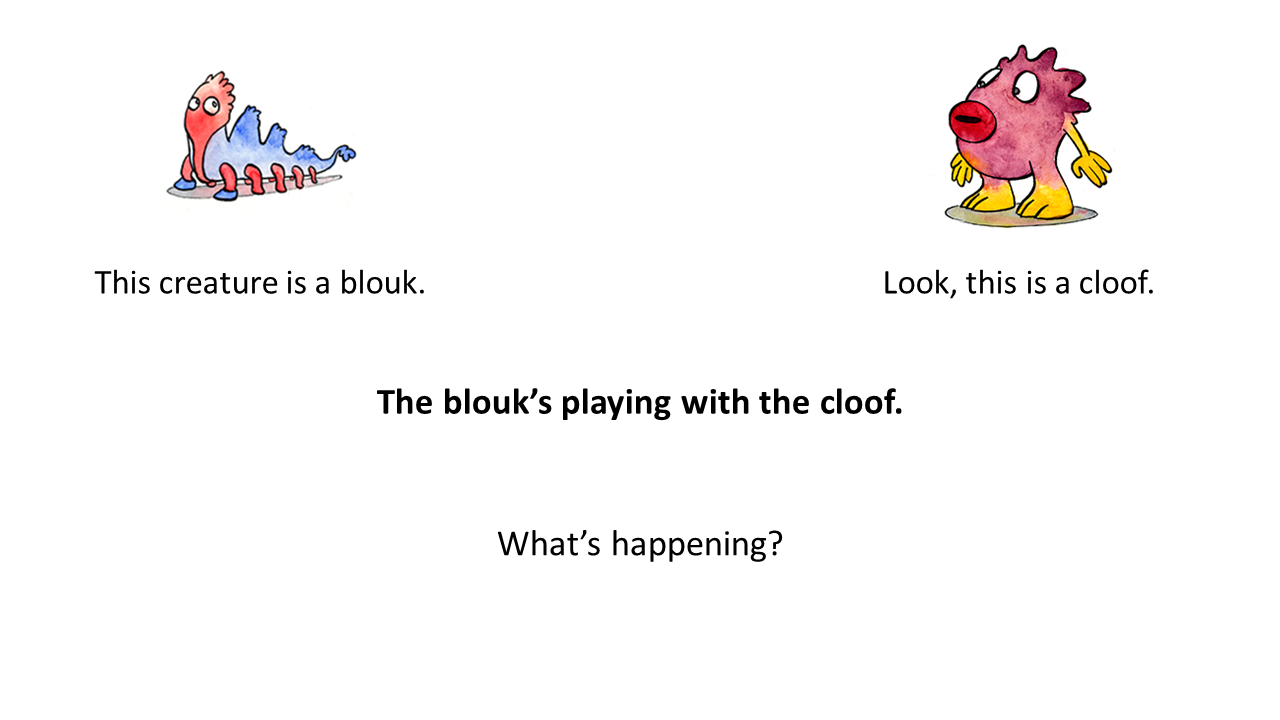 This creature is a blouk.
Look, this is a cloof.
The blouk’s playing with the cloof.
What’s happening?